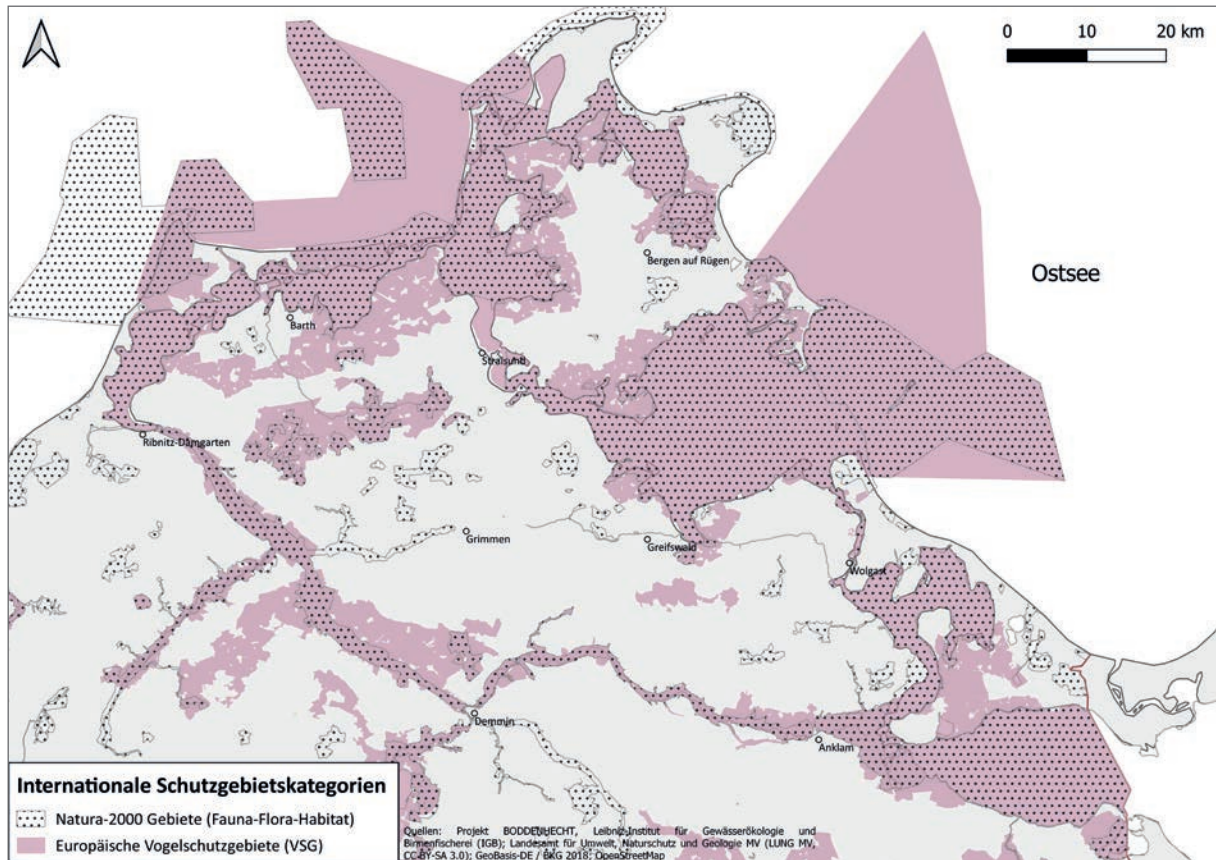 0 10 20 km
Ostsee
Bergen auf Rügen
Barth
Stralsund
Ribnitz-Damgarten
Grimmen
Greifswald
Wolgast
Demmin
Anklam
Internationale Schutzgebietskategorien
Natura-2000 Gebiete (Fauna-Flora-Habitat)
Europäische Vogelschutzgebiete (VSG)
Quellen: Projekt BODDENHECHT, Leibniz-Institut für Gewässerökologie und
Binnenfischerei (IGB); Landesamt für Umwelt, Naturschutz und Geologie MV (LUNG MV,
CC-BY-SA 3.0); GeoBasis-DE / BKG 2018; OpenStreetMap